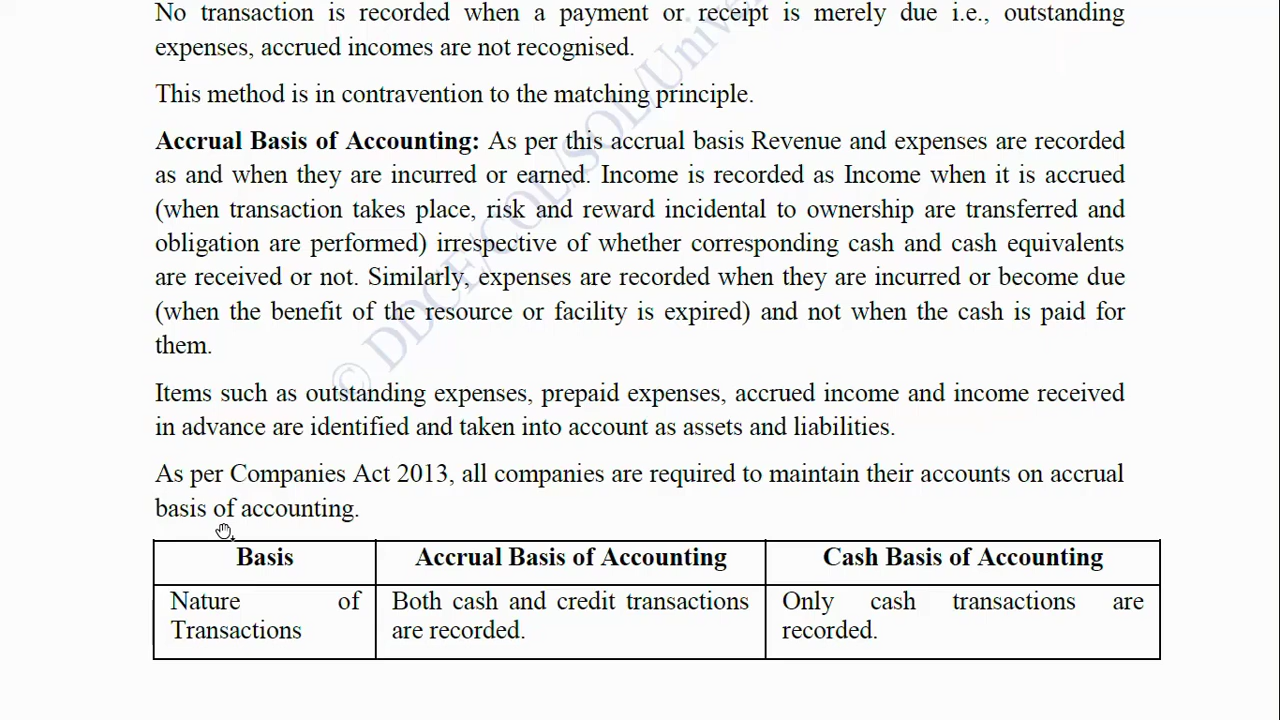 No transaction is recorded when a payment or receipt is merely due i.e., outstanding
expenses, accrued incomes are not recognised.
This method is in contravention to the matching principle.
Accrual Basis of Accounting: As per this accrual basis Revenue and expenses are recorded
as and when they are incurred or earned. Income is recorded as Income when it is accrued
(when transaction takes place, risk and reward incidental to ownership are transferred and
obligation are performed) irrespective of whether corresponding cash and cash equivalents
are received or not. Similarly, expenses are recorded when they are incurred or become due
(when the benefit of the resource or facility is expired) and not when the cash is paid for
them.
Items such as outstanding expenses, prepaid expenses, accrued income and income received
in advance are identified and taken into account as assets and liabilities.
As per Companies Act 2013, all companies are required to maintain their accounts on accrual
basis of accounting.
Basis Accrual Basis of Accounting Cash Basis of Accounting
Nature of Both cash and credit transactions Only cash transactions are
Transactions are recorded. recorded.
© DDCE/COL/SOL/Univer